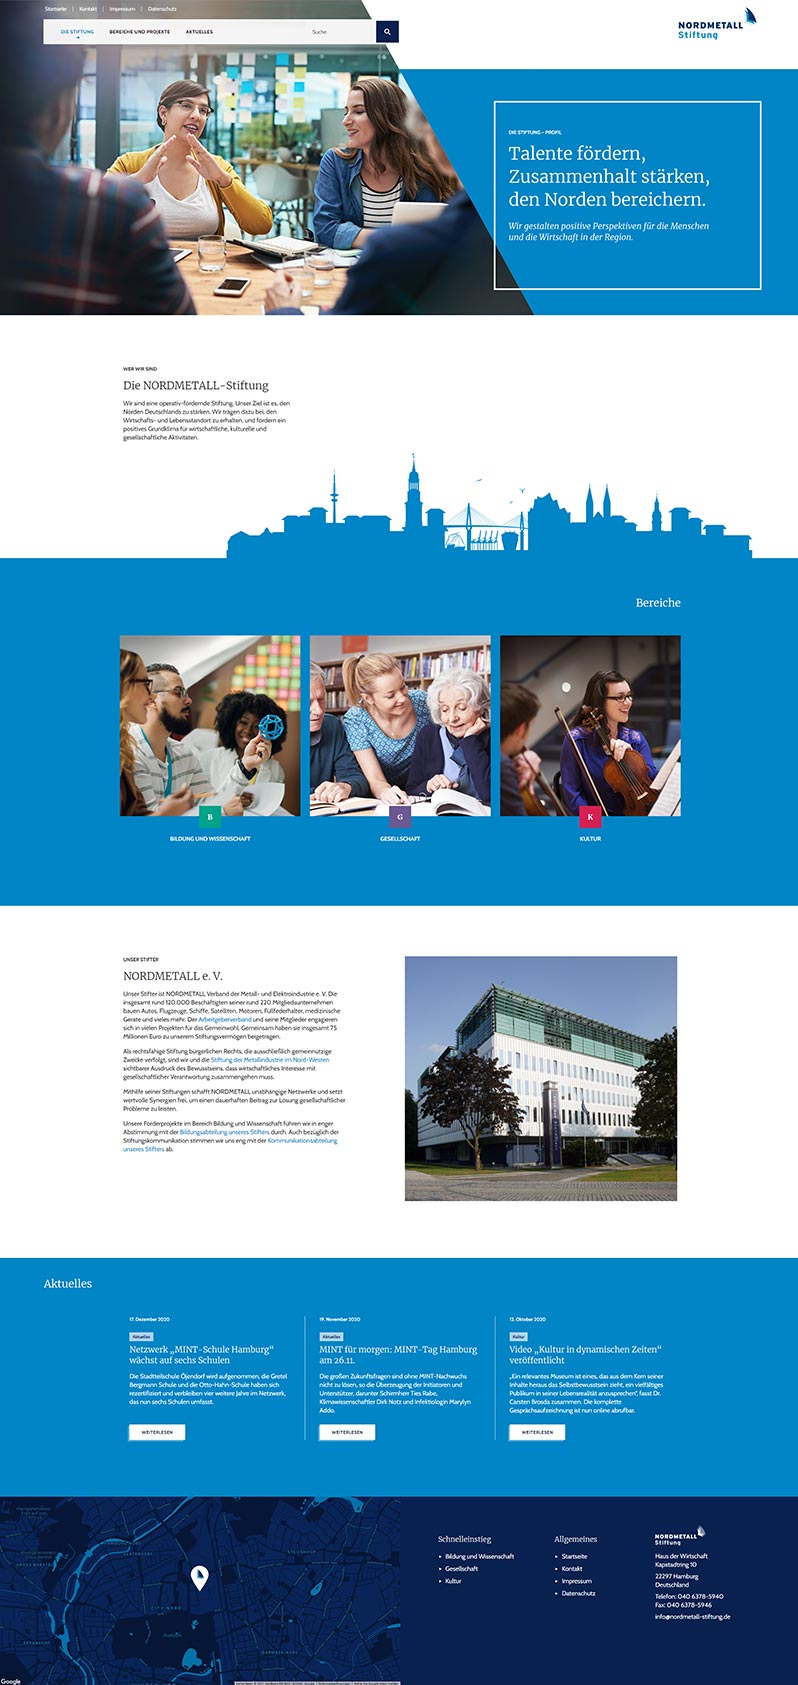 Startseite | Kontakt | Impressum | Datenschutz
DIE STIFTUNG BEREICHE UND PROJEKTE AKTUELLES Suche
NORDMETALL
Stiftung
DIE STIFTUNG – PROFIL
Talente fördern,
Zusammenhalt stärken,
den Norden bereichern.
Wir gestalten positive Perspektiven für die Menschen
und die Wirtschaft in der Region.
WER WIR SIND
Die NORDMETALL-Stiftung
Wir sind eine operativ-fördernde Stiftung. Unser Ziel ist es, den
Norden Deutschlands zu stärken. Wir tragen dazu bei, den
Wirtschafts- und Lebensstandort zu erhalten, und fördern ein
positives Grundklima für wirtschaftliche, kulturelle und
gesellschaftliche Aktivitäten.
Bereiche
B
BILDUNG UND WISSENSCHAFT
G
GESELLSCHAFT
K
KULTUR
UNSER STIFTER
NORDMETALL e. V.
Unser Stifter ist NORDMETALL Verband der Metall- und Elektroindustrie e. V. Die
insgesamt rund 120.000 Beschäftigten seiner rund 220 Mitgliedsunternehmen
bauen Autos, Flugzeuge, Schiffe, Satelliten, Motoren, Füllfederhalter, medizinische
Geräte und vieles mehr. Der Arbeitgeberverband und seine Mitglieder engagieren
sich in vielen Projekten für das Gemeinwohl. Gemeinsam haben sie insgesamt 75
Millionen Euro zu unserem Stiftungsvermögen beigetragen.
Als rechtsfähige Stiftung bürgerlichen Rechts, die ausschließlich gemeinnützige
Zwecke verfolgt, sind wir und die Stiftung der Metallindustrie im Nord-Westen
sichtbarer Ausdruck des Bewusstseins, dass wirtschaftliches Interesse mit
gesellschaftlicher Verantwortung zusammengehen muss.
Mithilfe seiner Stiftungen schafft NORDMETALL unabhängige Netzwerke und setzt
wertvolle Synergien frei, um einen dauerhaften Beitrag zur Lösung gesellschaftlicher
Probleme zu leisten.
Unsere Förderprojekte im Bereich Bildung und Wissenschaft führen wir in enger
Abstimmung mit der Bildungsabteilung unseres Stifters durch. Auch bezüglich der
Stiftungskommunikation stimmen wir uns eng mit der Kommunikationsabteilung
unseres Stifters ab.
Aktuelles
17. Dezember 2020
Aktuelles
Netzwerk „MINT-Schule Hamburg“
wächst auf sechs Schulen
Die Stadtteilschule Öjendorf wird aufgenommen, die Gretel
Bergmann Schule und die Otto-Hahn-Schule haben sich
rezertifiziert und verbleiben vier weitere Jahre im Netzwerk,
das nun sechs Schulen umfasst.
WEITERLESEN
19. November 2020
Aktuelles
MINT für morgen: MINT-Tag Hamburg
am 26.11.
Die großen Zukunftsfragen sind ohne MINT-Nachwuchs
nicht zu lösen, so die Überzeugung der Initiatoren und
Unterstützer, darunter Schirmherr Ties Rabe,
Klimawissenschaftler Dirk Notz und Infektiologin Marylyn
Addo.
WEITERLESEN
12. Oktober 2020
Kultur
Video „Kultur in dynamischen Zeiten“
veröffentlicht
„Ein relevantes Museum ist eines, das aus dem Kern seiner
Inhalte heraus das Selbstbewusstsein zieht, ein vielfältiges
Publikum in seiner Lebensrealität anzusprechen“, fasst Dr.
Carsten Brosda zusammen. Die komplette
Gesprächsaufzeichnung ist nun online abrufbar.
WEITERLESEN
OHLSDORF
STEILSHOOP
CITY NORD
EPPENDORF
BARMBEK NORD
Google
Schnelleinstieg
Bildung und Wissenschaft
Gesellschaft
Kultur
Allgemeines
Startseite
Kontakt
Impressum
Datenschutz
NORDMETALL
Stiftung
Haus der Wirtschaft
Kapstadtring 10
22297 Hamburg
Deutschland
Telefon: 040 6378-5940
Fax: 040 6378-5946
info@nordmetall-stiftung.de